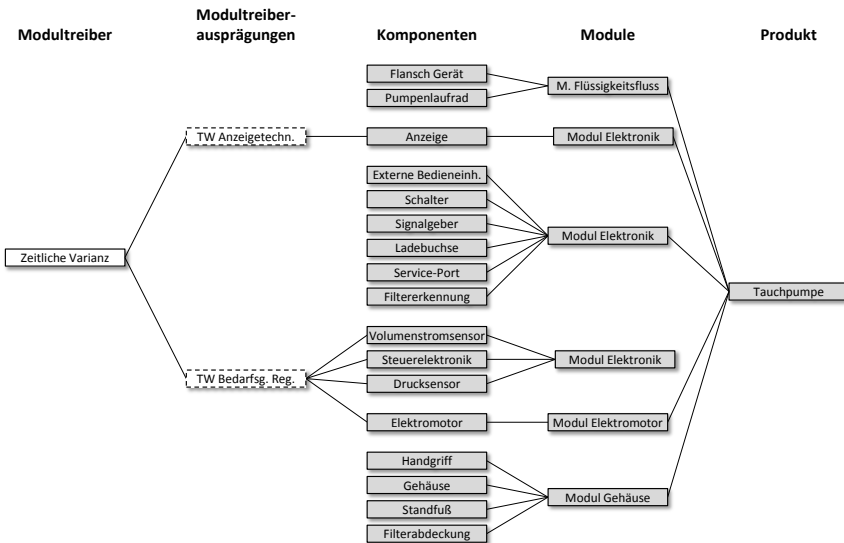 Modultreiber
Modultreiber-
ausprägungen
Komponenten
Module
Produkt
Flansch Gerät
Pumpenlaufrad
M. Flüssigkeitsfluss
TW Anzeigetechn.
Anzeige
Modul Elektronik
Externe Bedieneinh.
Schalter
Signalgeber
Ladebuchse
Service-Port
Filtererkennung
Modul Elektronik
Zeitliche Varianz
Tauchpumpe
Volumenstromsensor
Steuerelektronik
Drucksensor
Modul Elektronik
TW Bedarfsg. Reg.
Elektromotor
Modul Elektromotor
Handgriff
Gehäuse
Standfuß
Filterabdeckung
Modul Gehäuse